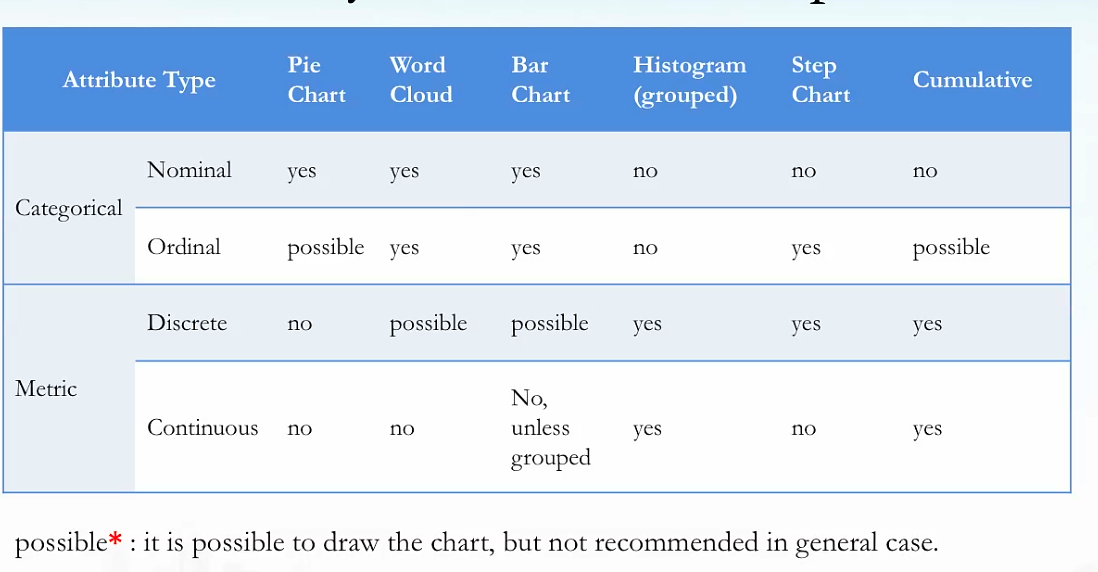 Attribute Type Pie Chart Word Cloud Bar Chart Histogram (grouped) Step Chart Cumulative
Categorical
Nominal yes yes yes no no no
Ordinal possible yes yes no yes possible
Metric
Discrete no possible possible yes yes yes
Continuous no no No, unless grouped yes no yes
possible* : it is possible to draw the chart, but not recommended in general case.